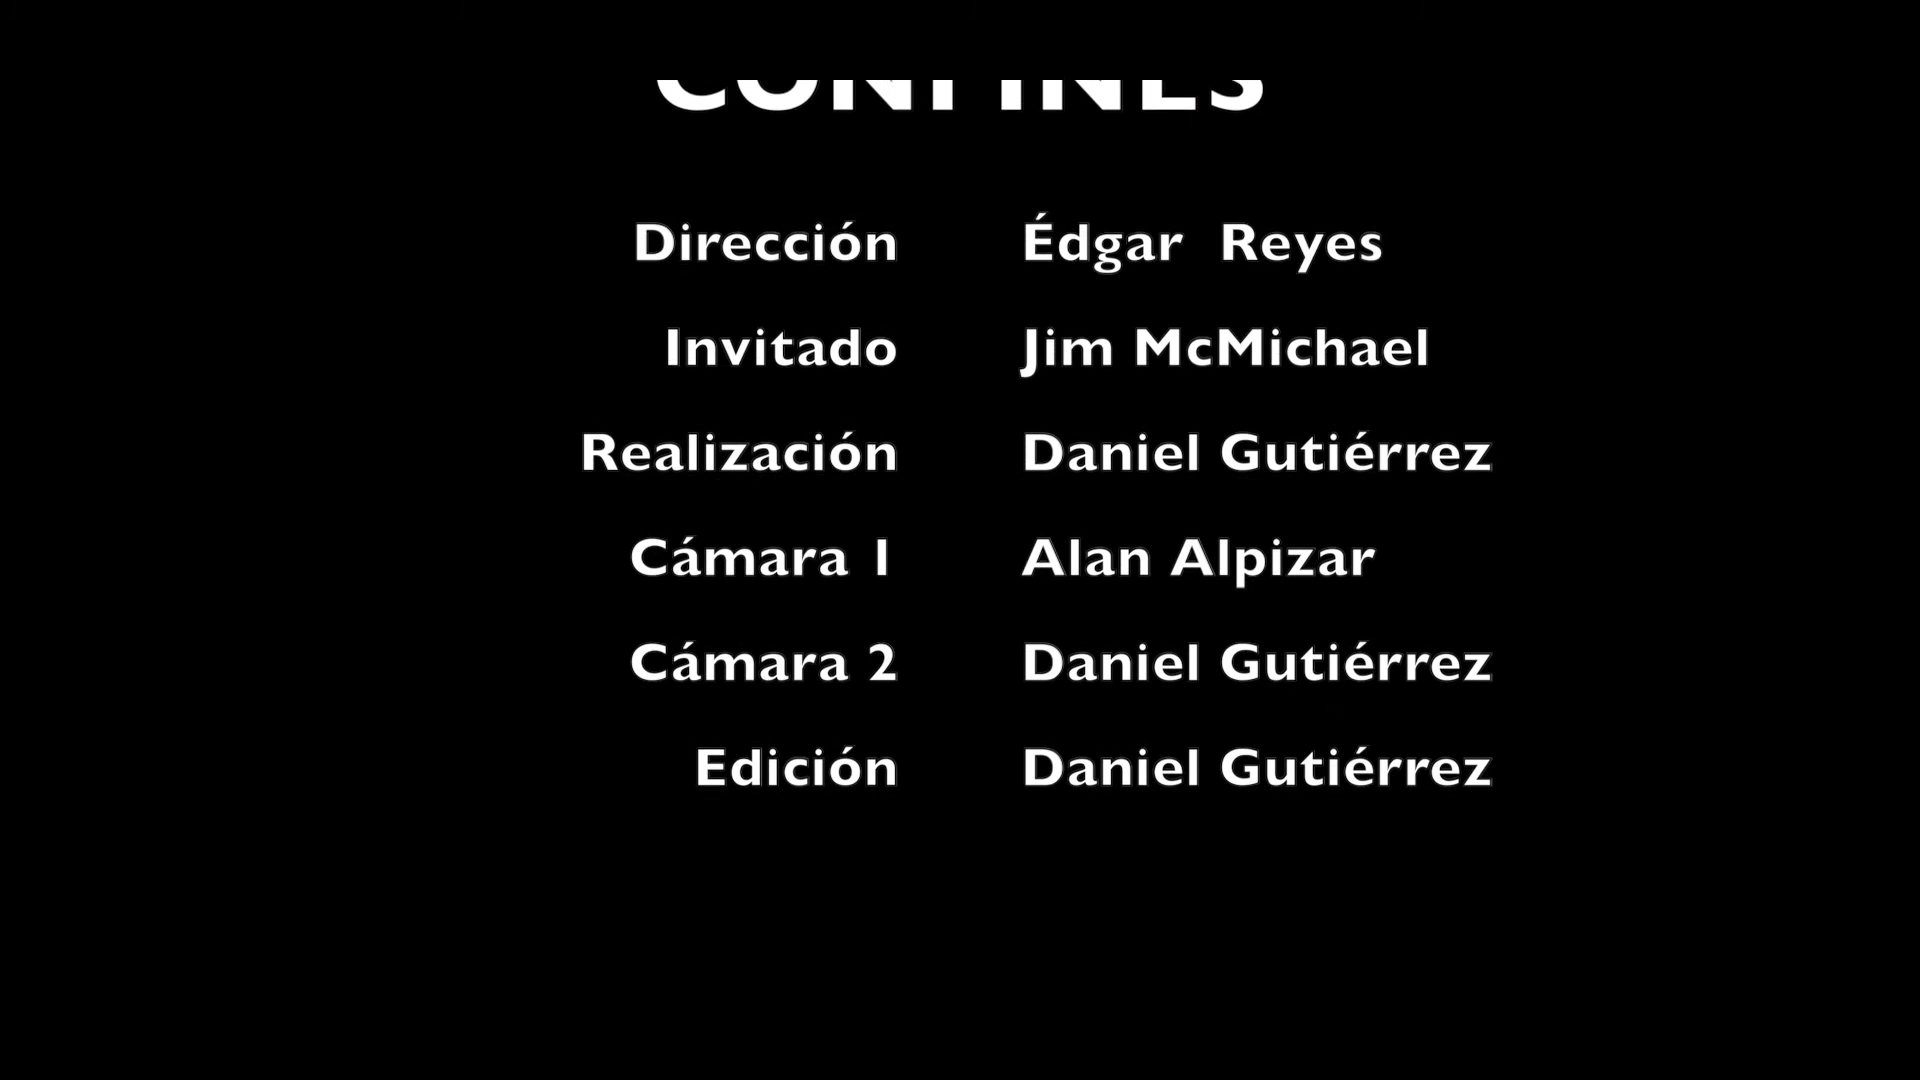 CONFINES
Dirección Édgar Reyes
Invitado Jim McMichael
Realización Daniel Gutiérrez
Cámara 1 Alan Alpizar
Cámara 2 Daniel Gutiérrez
Edición Daniel Gutiérrez